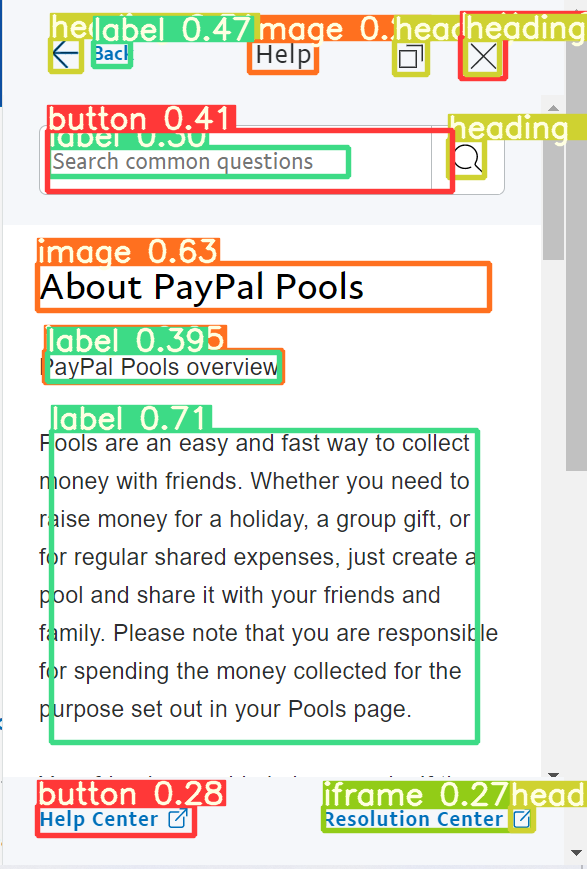 heading
label 0.47
image
heading
heading
Back
Help
button 0.41
label 0.30
heading
Search common questions
image 0.63
About PayPal Pools
label 0.395
PayPal Pools overview
label 0.71
Pools are an easy and fast way to collect
money with friends. Whether you need to
raise money for a holiday, a group gift, or
for regular shared expenses, just create a
pool and share it with your friends and
family. Please note that you are responsible
for spending the money collected for the
purpose set out in your Pools page.
button 0.28
iframe 0.27
head
Help Center
Resolution Center